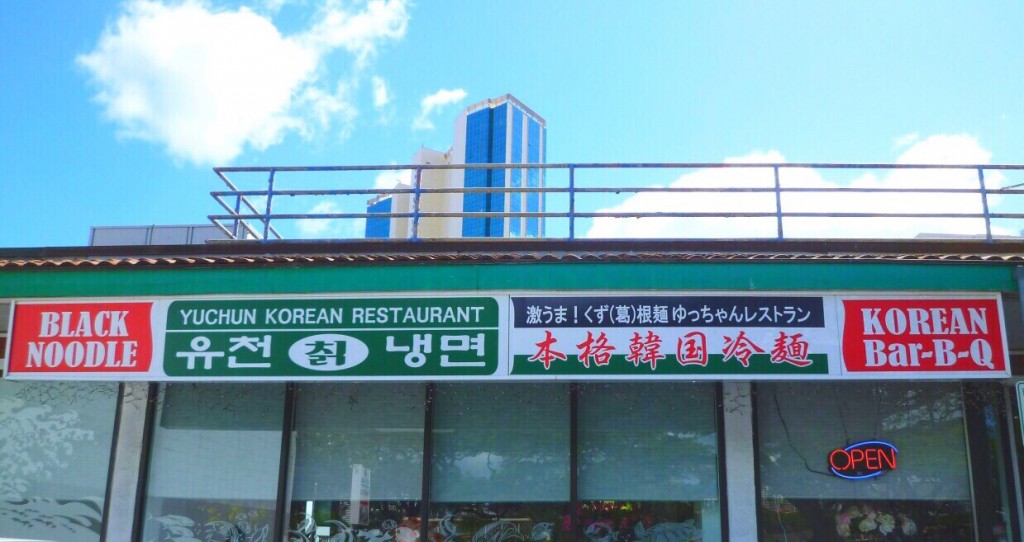 BLACK
NOODLE
YUCHUN KOREAN RESTAURANT
유천 칡 냉면
激うま！くず(葛)根麺 ゆっちゃんレストラン
本格韓国冷麺
KOREAN
Bar-B-Q
OPEN